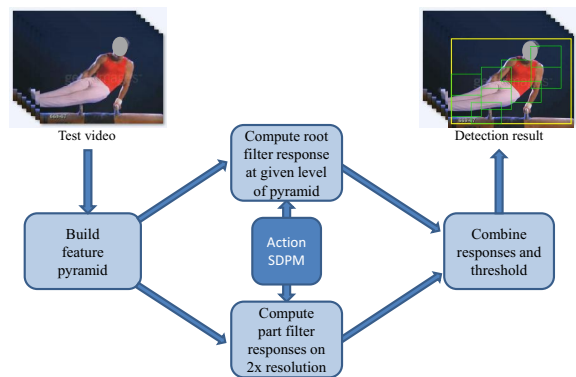 Test video
Detection result
Compute root
filter response
at given level
of pyramid
Build
feature
pyramid
Action
SDPM
Combine
responses and
threshold
Compute
part filter
responses on
2x resolution